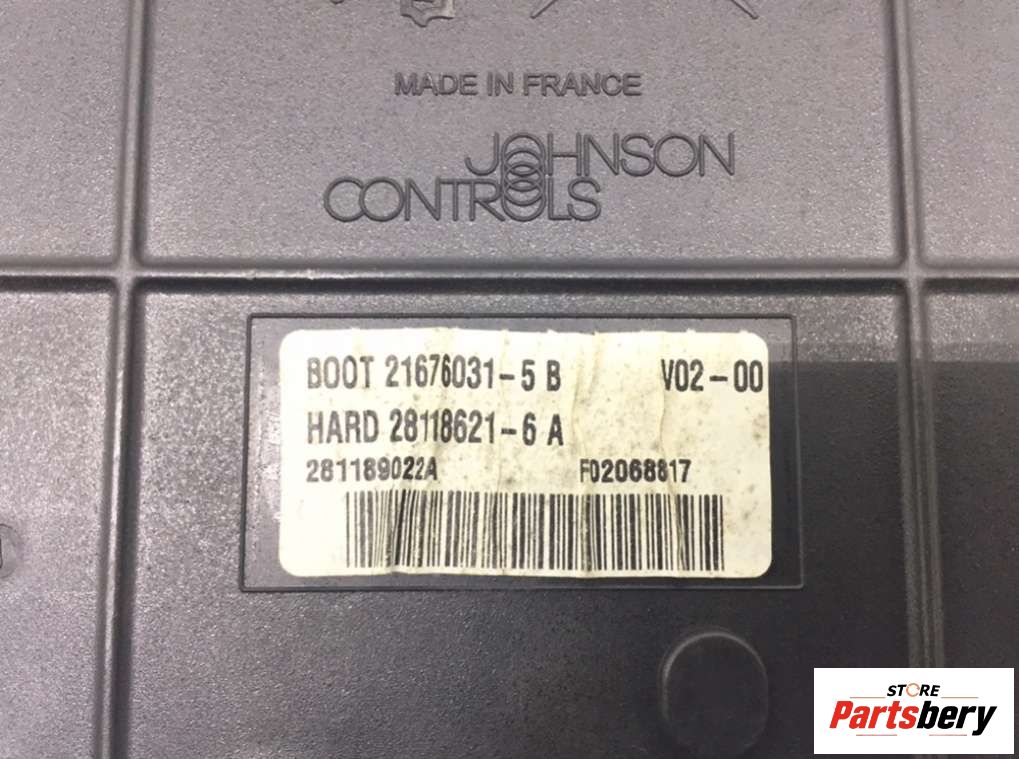 MADE IN FRANCE
JOHNSON
CONTROLS
BOOT 21676031-5 B V02-00
HARD 28118621-6 A
281189022A F02068817
STORE
Partsbery